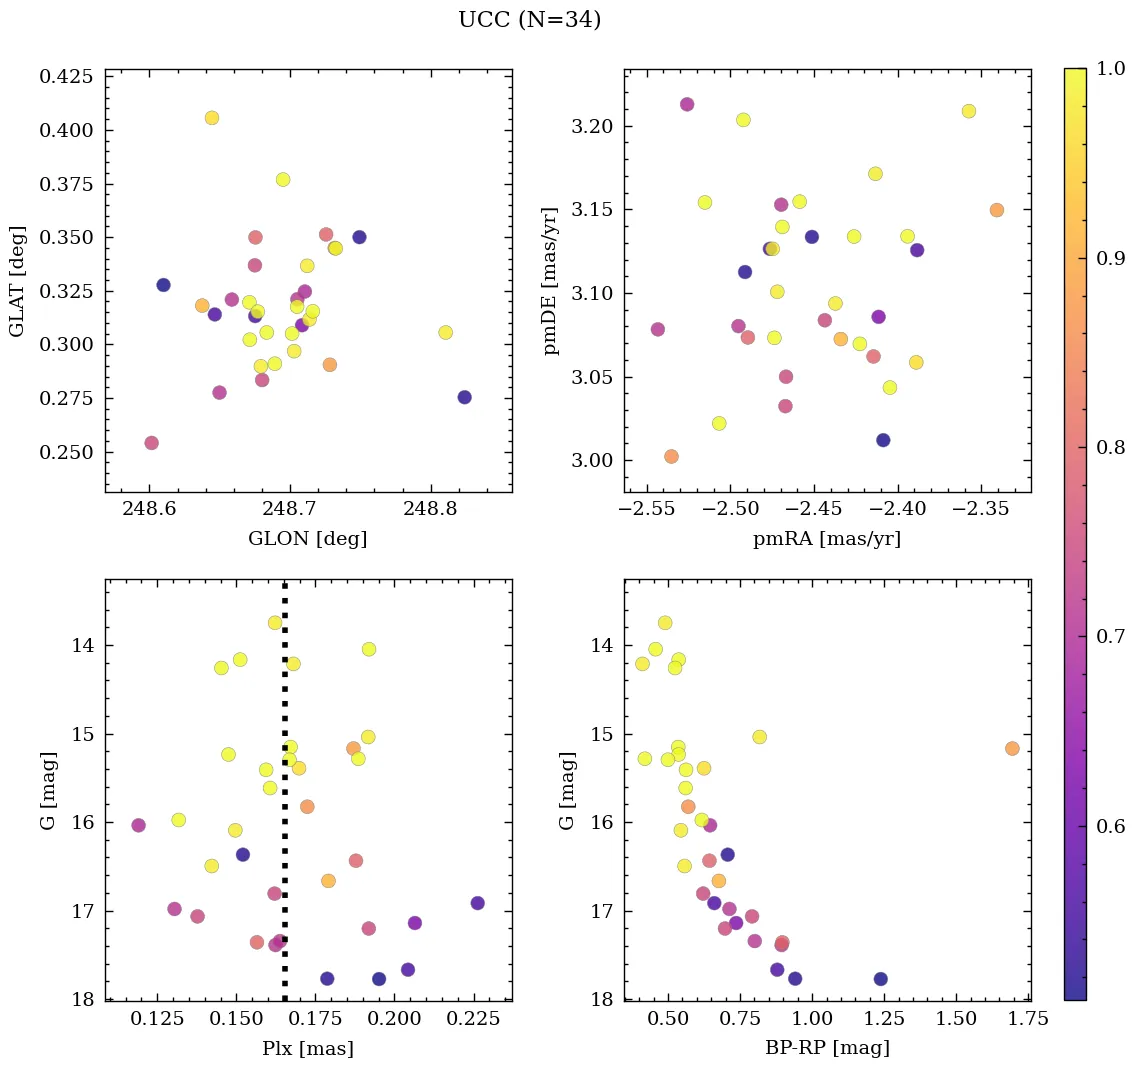 UCC (N=34)
0.425
0.400
0.375
0.350
0.325
0.300
0.275
0.250
GLAT [deg]
248.6 248.7 248.8
GLON [deg]
3.20
3.15
3.10
3.05
3.00
pmDE [mas/yr]
−2.55 −2.50 −2.45 −2.40 −2.35
pmRA [mas/yr]
14
15
16
17
18
G [mag]
0.125 0.150 0.175 0.200 0.225
Plx [mas]
14
15
16
17
18
G [mag]
0.50 0.75 1.00 1.25 1.50 1.75
BP-RP [mag]
1.0
0.9
0.8
0.7
0.6